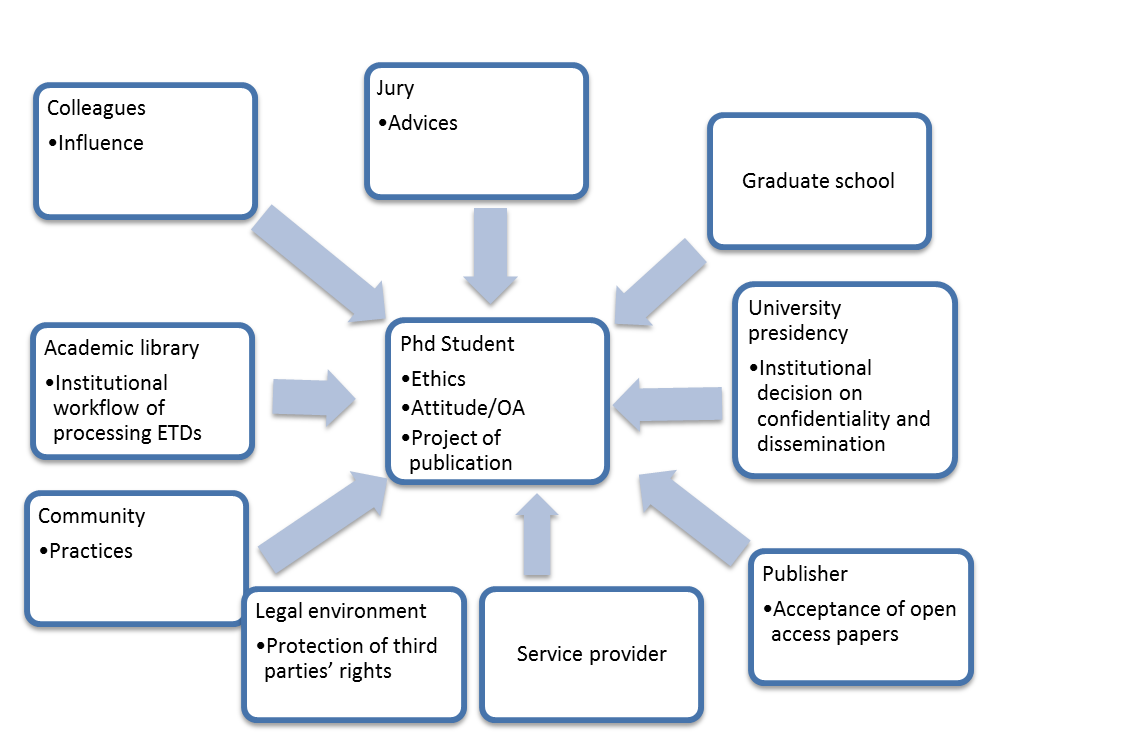 Colleagues
•Influence
Jury
•Advices
Graduate school
Academic library
•Institutional
workflow of
processing ETDs
Phd Student
•Ethics
•Attitude/OA
•Project of
publication
University
presidency
•Institutional
decision on
confidentiality and
dissemination
Community
•Practices
Legal environment
•Protection of third
parties’ rights
Service provider
Publisher
•Acceptance of open
access papers